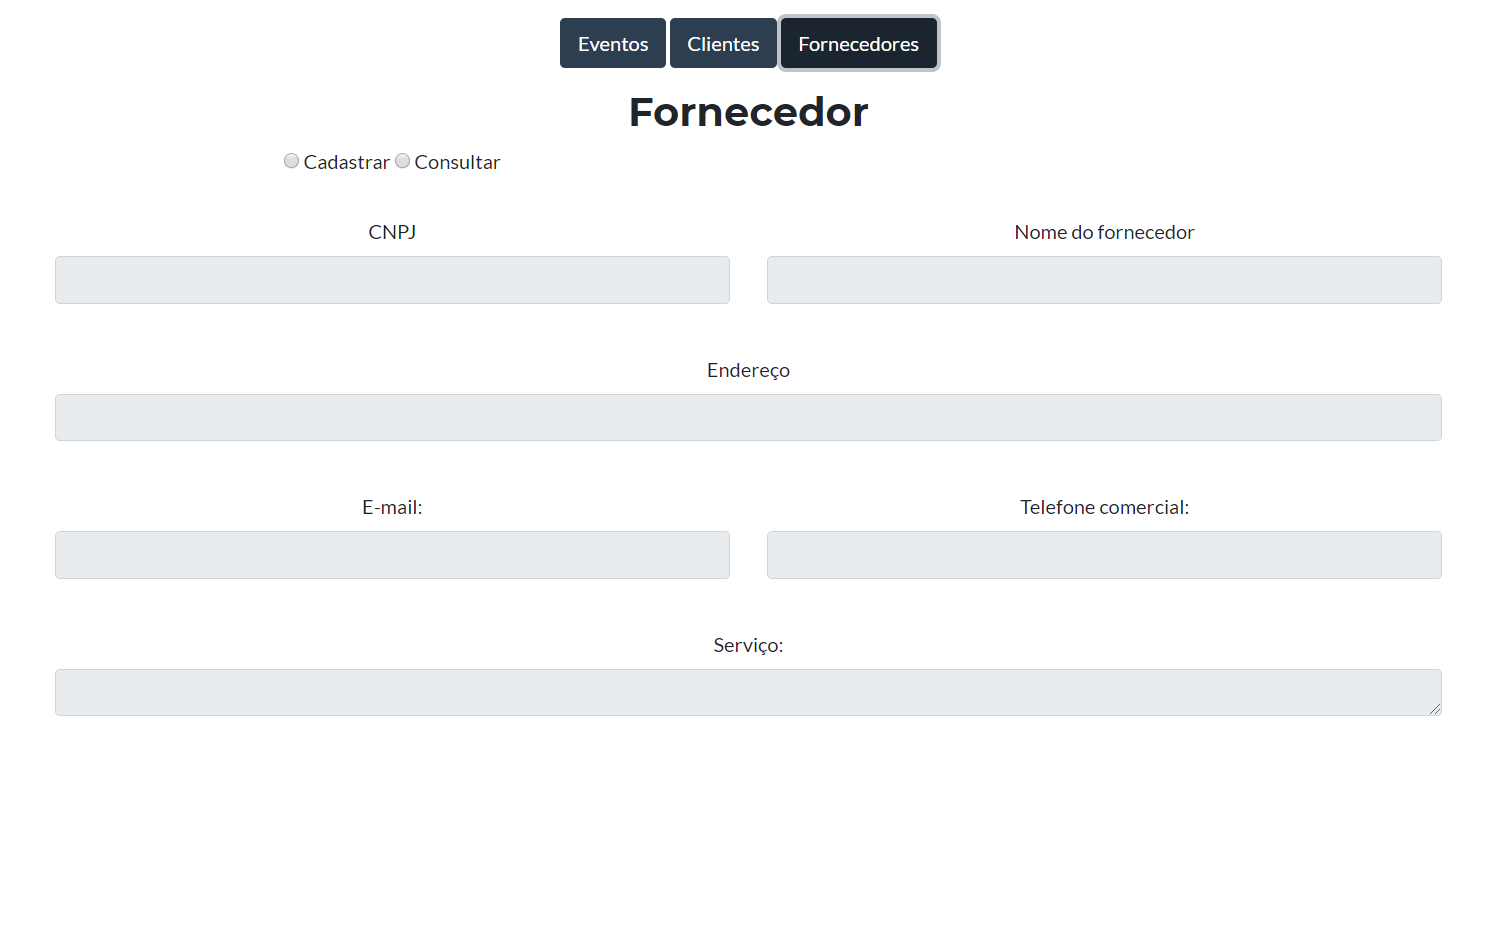 Eventos Clientes Fornecedores
Fornecedor
Cadastrar Consultar
CNPJ Nome do fornecedor
Endereço
E-mail: Telefone comercial:
Serviço: